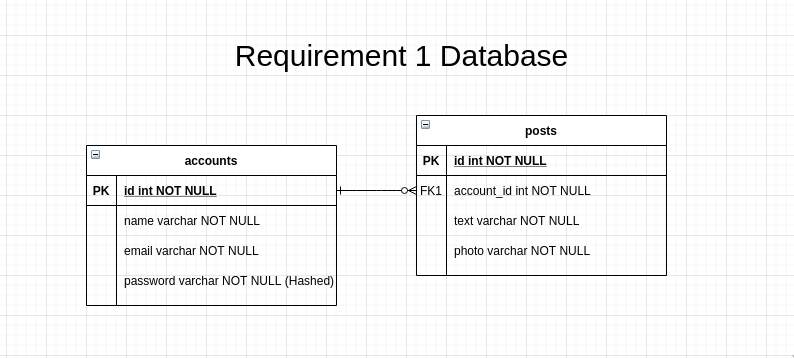 Requirement 1 Database
accounts
PK id int NOT NULL
name varchar NOT NULL
email varchar NOT NULL
password varchar NOT NULL (Hashed)
posts
PK id int NOT NULL
FK1 account_id int NOT NULL
text varchar NOT NULL
photo varchar NOT NULL